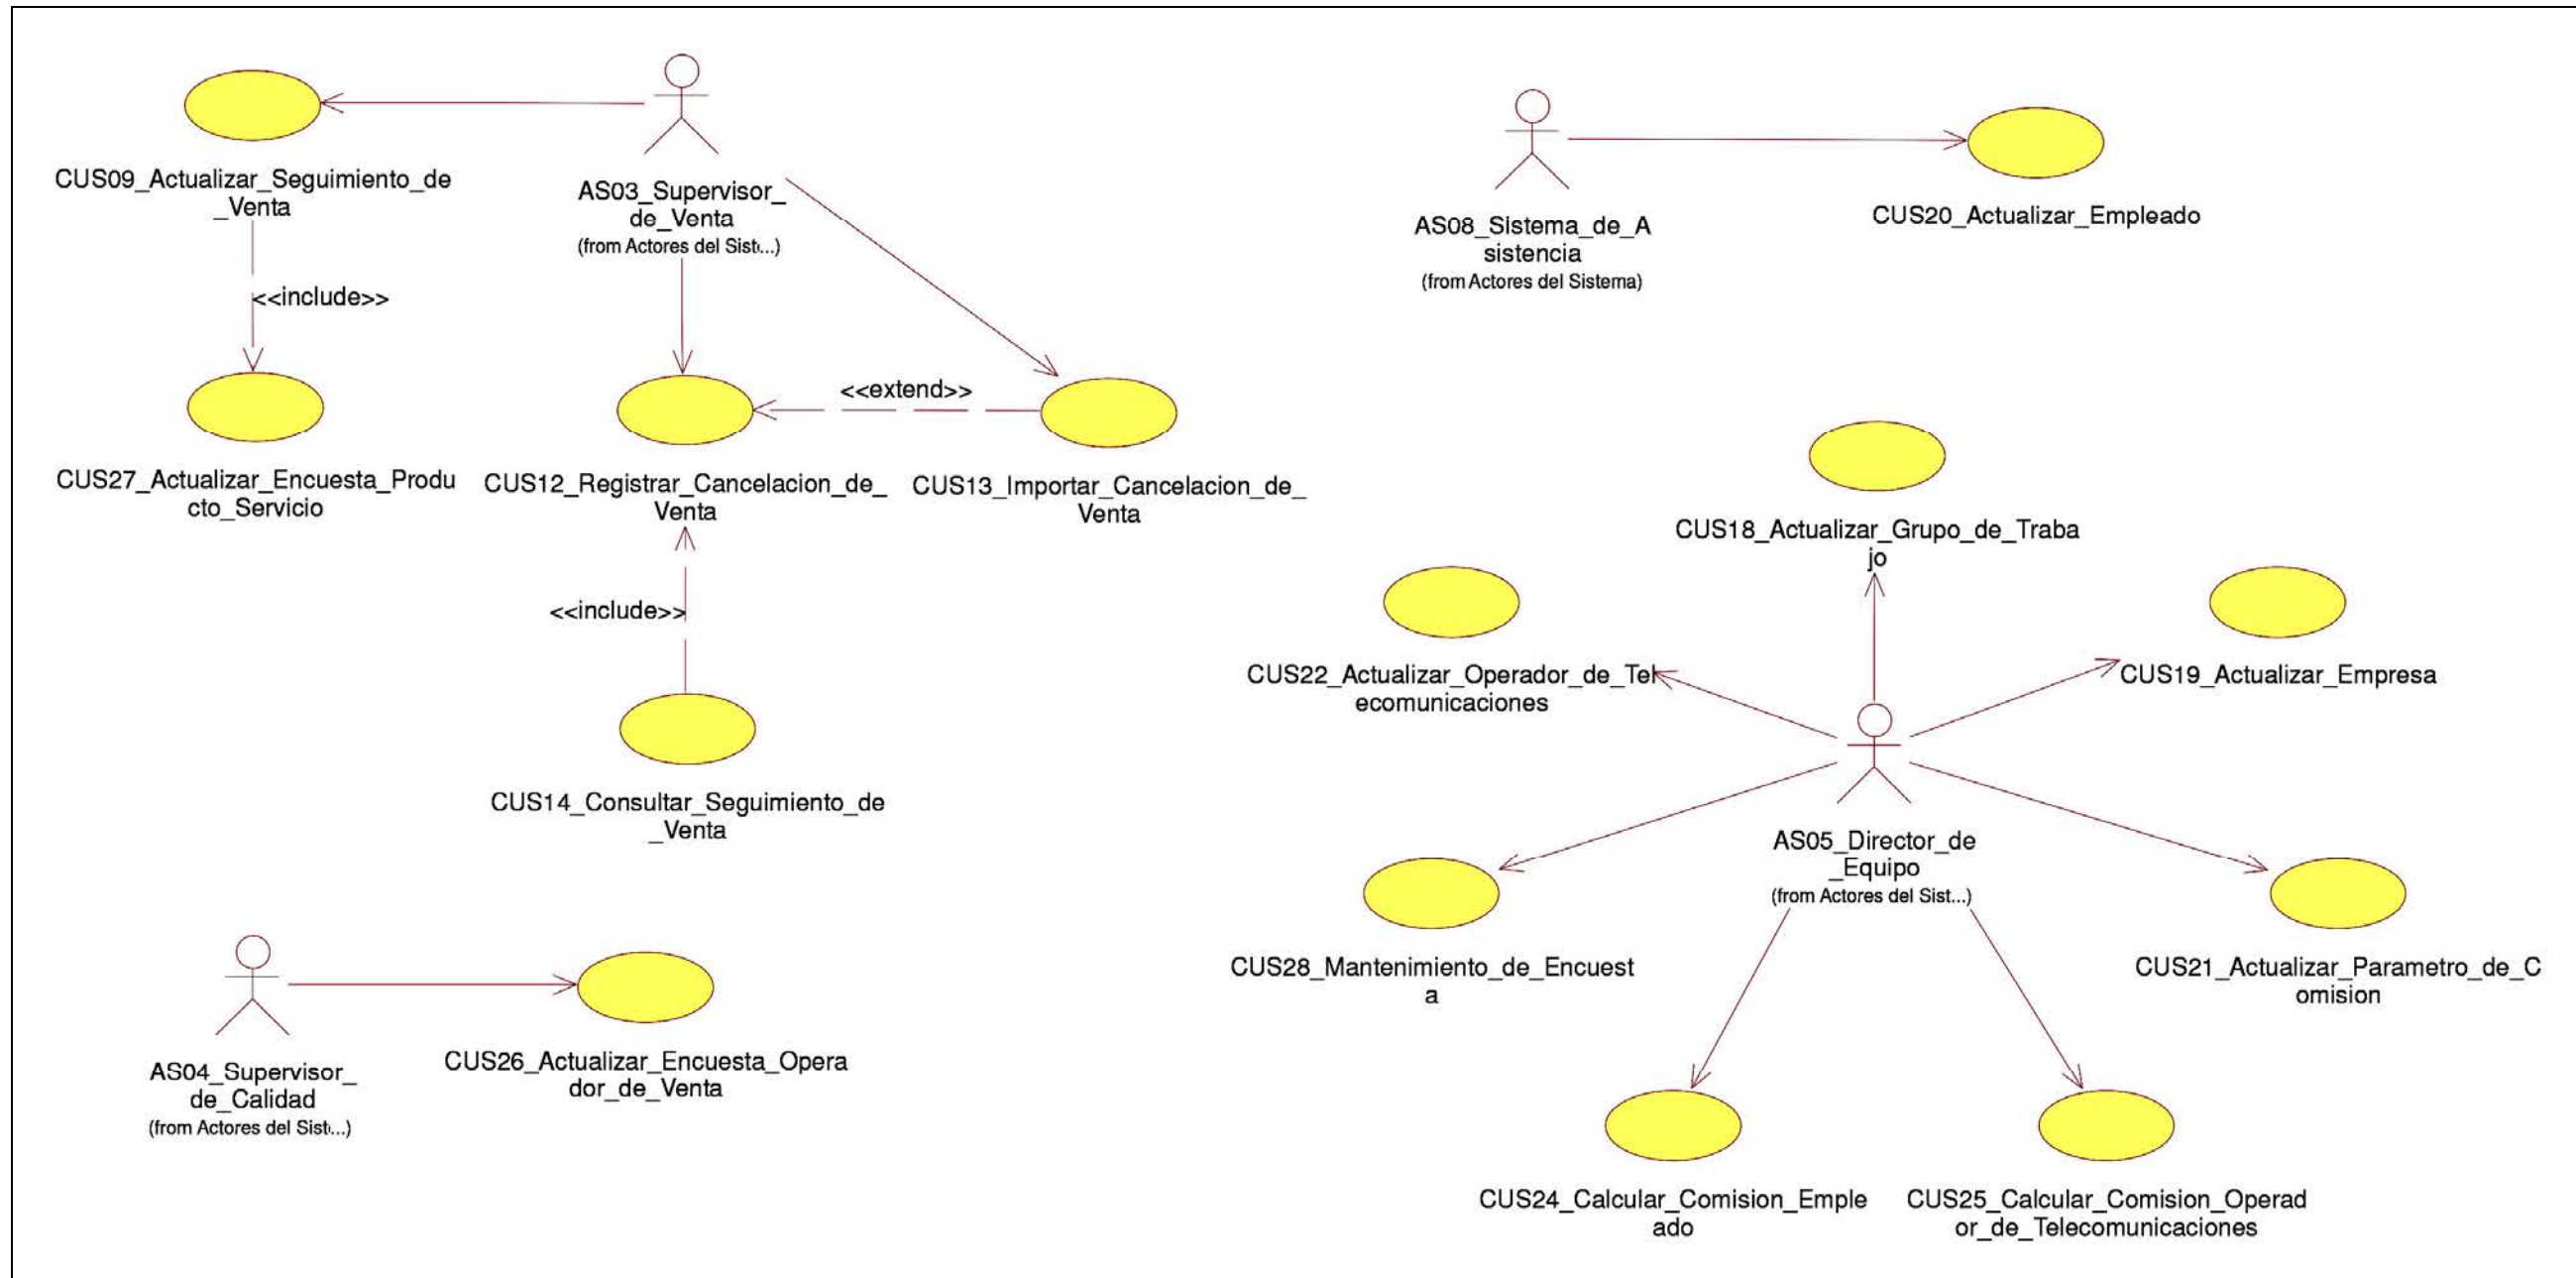 CUS09_Actualizar_Seguimiento_de
_Venta
AS03_Supervisor_
de_Venta
(from Actores del Sist...)
<<include>>
CUS27_Actualizar_Encuesta_Produ
cto_Servicio
<<extend>>
CUS12_Registrar_Cancelacion_de_
Venta
CUS13_Importar_Cancelacion_de_
Venta
<<include>>
CUS14_Consultar_Seguimiento_de
_Venta
AS04_Supervisor_
de_Calidad
(from Actores del Sist...)
CUS26_Actualizar_Encuesta_Opera
dor_de_Venta
AS08_Sistema_de_A
sistencia
(from Actores del Sistema)
CUS20_Actualizar_Empleado
CUS18_Actualizar_Grupo_de_Traba
jo
CUS22_Actualizar_Operador_de_Tel
ecomunicaciones
CUS19_Actualizar_Empresa
AS05_Director_de
_Equipo
(from Actores del Sist...)
CUS28_Mantenimiento_de_Encuest
a
CUS21_Actualizar_Parametro_de_C
omision
CUS24_Calcular_Comision_Emple
ado
CUS25_Calcular_Comision_Operad
or_de_Telecomunicaciones